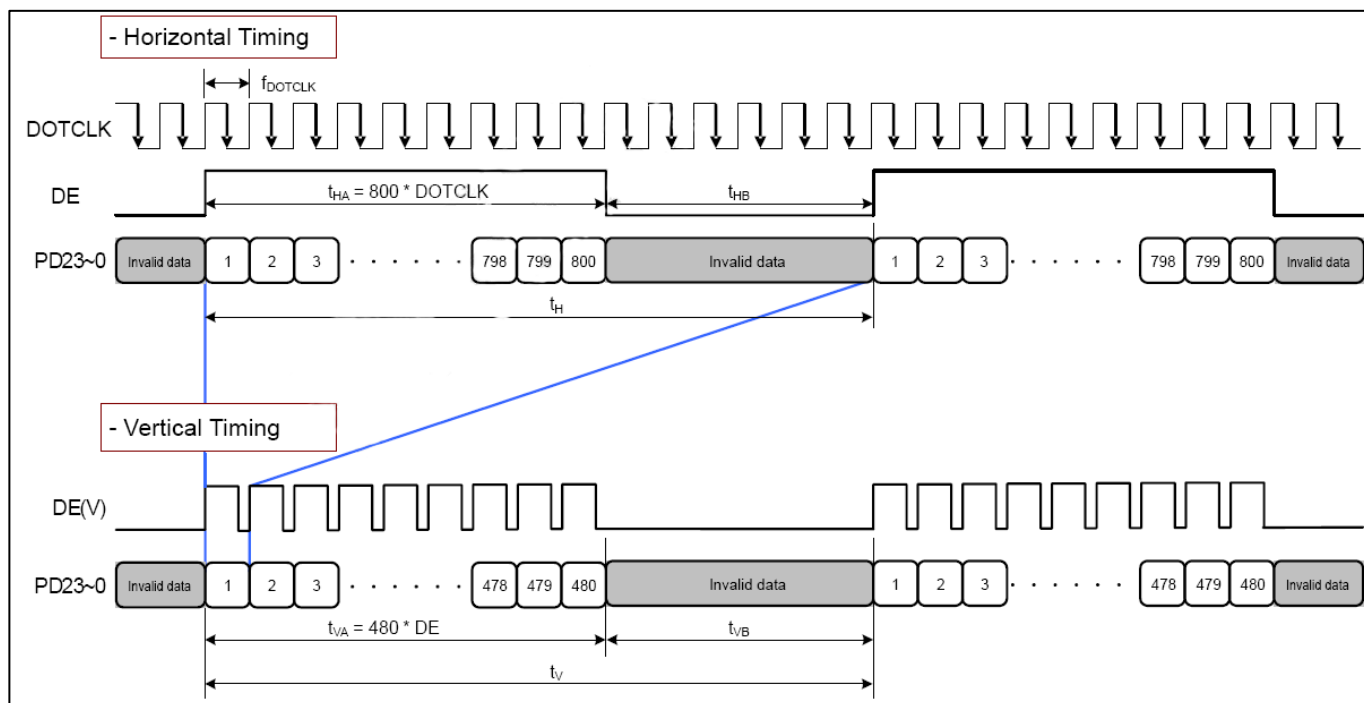 - Horizontal Timing
fDOTCLK
DOTCLK
DE
tHA = 800 * DOTCLK
tHB
PD23~0
Invalid data
1
2
3
· · · · · ·
798
799
800
Invalid data
1
2
3
· · · · · ·
798
799
800
Invalid data
tH
- Vertical Timing
DE(V)
PD23~0
Invalid data
1
2
3
· · · · · ·
478
479
480
Invalid data
1
2
3
· · · · · ·
478
479
480
Invalid data
tVA = 480 * DE
tVB
tV